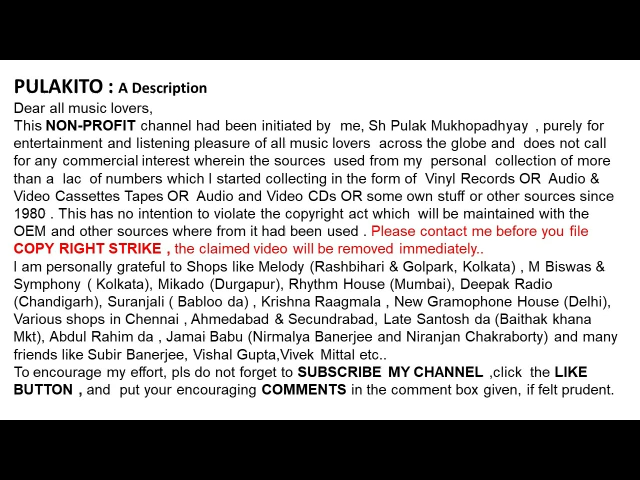 PULAKITO : A Description
Dear all music lovers,
This NON-PROFIT channel had been initiated by me, Sh Pulak Mukhopadhyay , purely for
entertainment and listening pleasure of all music lovers across the globe and does not call
for any commercial interest wherein the sources used from my personal collection of more
than a lac of numbers which I started collecting in the form of Vinyl Records OR Audio &
Video Cassettes Tapes OR Audio and Video CDs OR some own stuff or other sources since
1980 . This has no intention to violate the copyright act which will be maintained with the
OEM and other sources where from it had been used . Please contact me before you file
COPY RIGHT STRIKE , the claimed video will be removed immediately..
I am personally grateful to Shops like Melody (Rashbihari & Golpark, Kolkata) , M Biswas &
Symphony ( Kolkata), Mikado (Durgapur), Rhythm House (Mumbai), Deepak Radio
(Chandigarh), Suranjali ( Babloo da) , Krishna Raagmala , New Gramophone House (Delhi),
Various shops in Chennai , Ahmedabad & Secundrabad, Late Santosh da (Baithak khana
Mkt), Abdul Rahim da , Jamai Babu (Nirmalya Banerjee and Niranjan Chakraborty) and many
friends like Subir Banerjee, Vishal Gupta,Vivek Mittal etc..
To encourage my effort, pls do not forget to SUBSCRIBE MY CHANNEL ,click the LIKE
BUTTON , and put your encouraging COMMENTS in the comment box given, if felt prudent.